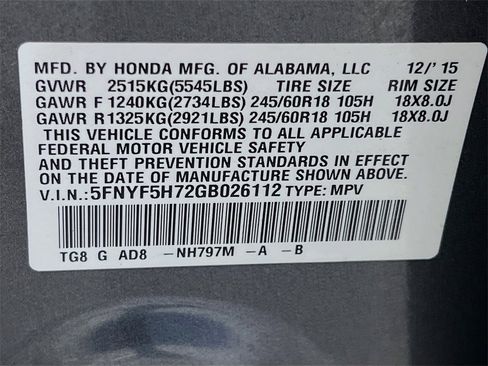 MFD. BY HONDA MFG. OF ALABAMA, LLC 12/'15
GVWR 2515KG(5545LBS) TIRE SIZE RIM SIZE
GAWR F 1240KG(2734LBS) 245/60R18 105H 18X8.0J
GAWR R1325KG(2921LBS) 245/60R18 105H 18X8.0J
THIS VEHICLE CONFORMS TO ALL APPLICABLE
FEDERAL MOTOR VEHICLE SAFETY
AND THEFT PREVENTION STANDARDS IN EFFECT
ON THE DATE OF MANUFACTURE SHOWN ABOVE.
V.I.N.: 5FNYF5H72GB026112 TYPE: MPV
TG8 G AD8 -NH797M -A -B